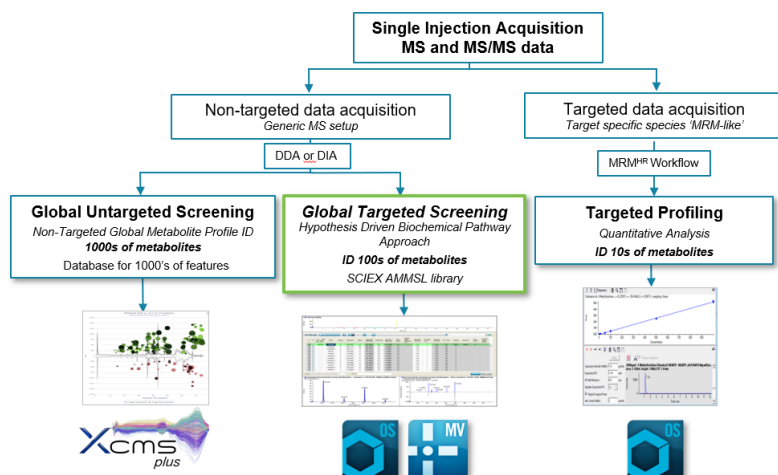 Single Injection Acquisition
MS and MS/MS data
Non-targeted data acquisition
Generic MS setup
Targeted data acquisition
Target specific species ‘MRM-like’
DDA or DIA
MRMHR Workflow
Global Untargeted Screening
Non-Targeted Global Metabolite Profile ID
1000s of metabolites
Database for 1000’s of features
Global Targeted Screening
Hypothesis Driven Biochemical Pathway
Approach
ID 100s of metabolites
SCIEX AMMSL library
Targeted Profiling
Quantitative Analysis
ID 10s of metabolites
Xcms
plus
OS
MV
OS